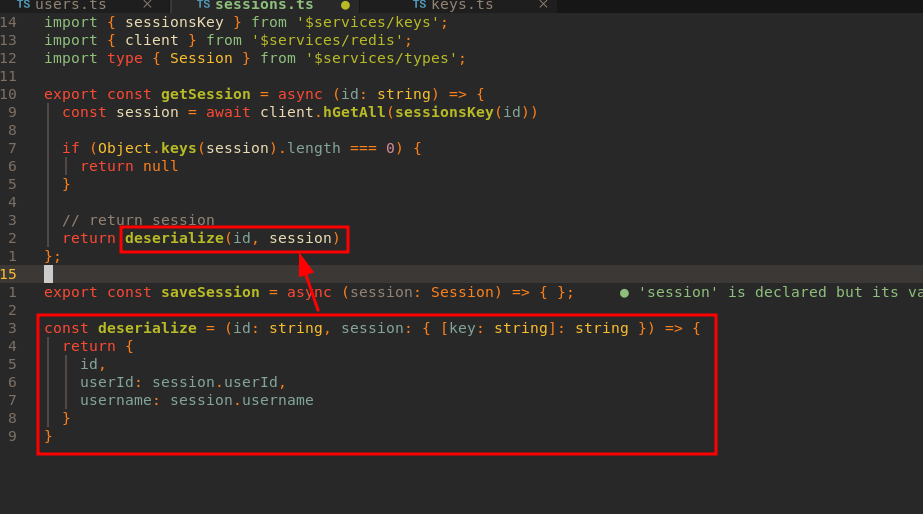 TS users.ts × TS sessions.ts ● TS keys.ts ×
14 import { sessionsKey } from '$services/keys';
13 import { client } from '$services/redis';
12 import type { Session } from '$services/types';
11
10 export const getSession = async (id: string) => {
9   const session = await client.hGetAll(sessionsKey(id))
8
7   if (Object.keys(session).length === 0) {
6     return null
5   }
4
3   // return session
2   return deserialize(id, session)
1 };
15
1 export const saveSession = async (session: Session) => { };     ● 'session' is declared but its va
2
3 const deserialize = (id: string, session: { [key: string]: string }) => {
4   return {
5     id,
6     userId: session.userId,
7     username: session.username
8   }
9 }